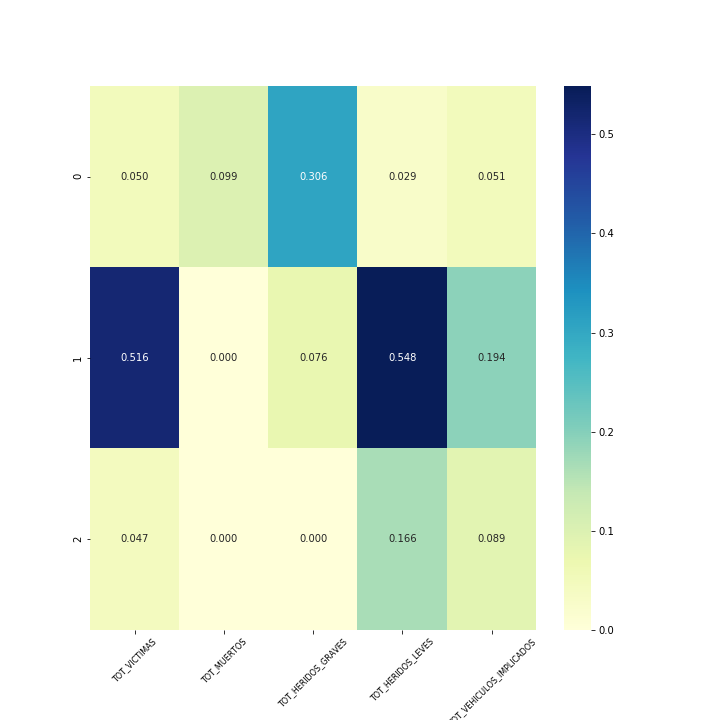 0
0.050 0.099 0.306 0.029 0.051
1
0.516 0.000 0.076 0.548 0.194
2
0.047 0.000 0.000 0.166 0.089
TOT_VICTIMAS
TOT_MUERTOS
TOT_HERIDOS_GRAVES
TOT_HERIDOS_LEVES
OT_VEHICULOS_IMPLICADOS
0.5
0.4
0.3
0.2
0.1
0.0